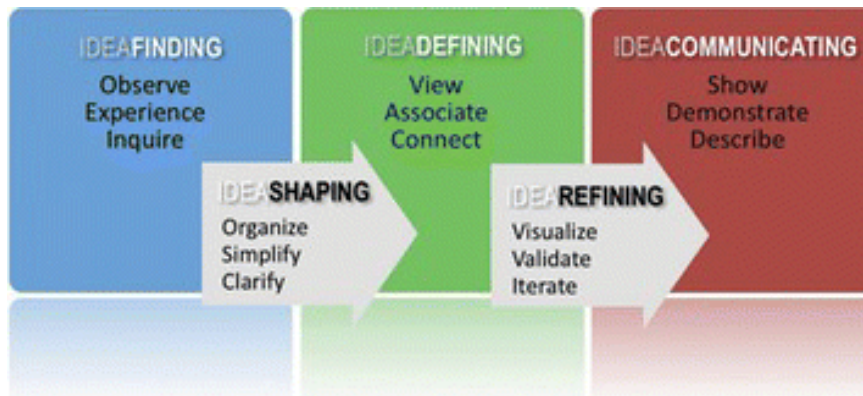 IDEAFINDING
Observe
Experience
Inquire
IDEASHAPING
Organize
Simplify
Clarify
IDEADEFINING
View
Associate
Connect
IDEAREFINING
Visualize
Validate
Iterate
IDEACOMMUNICATING
Show
Demonstrate
Describe